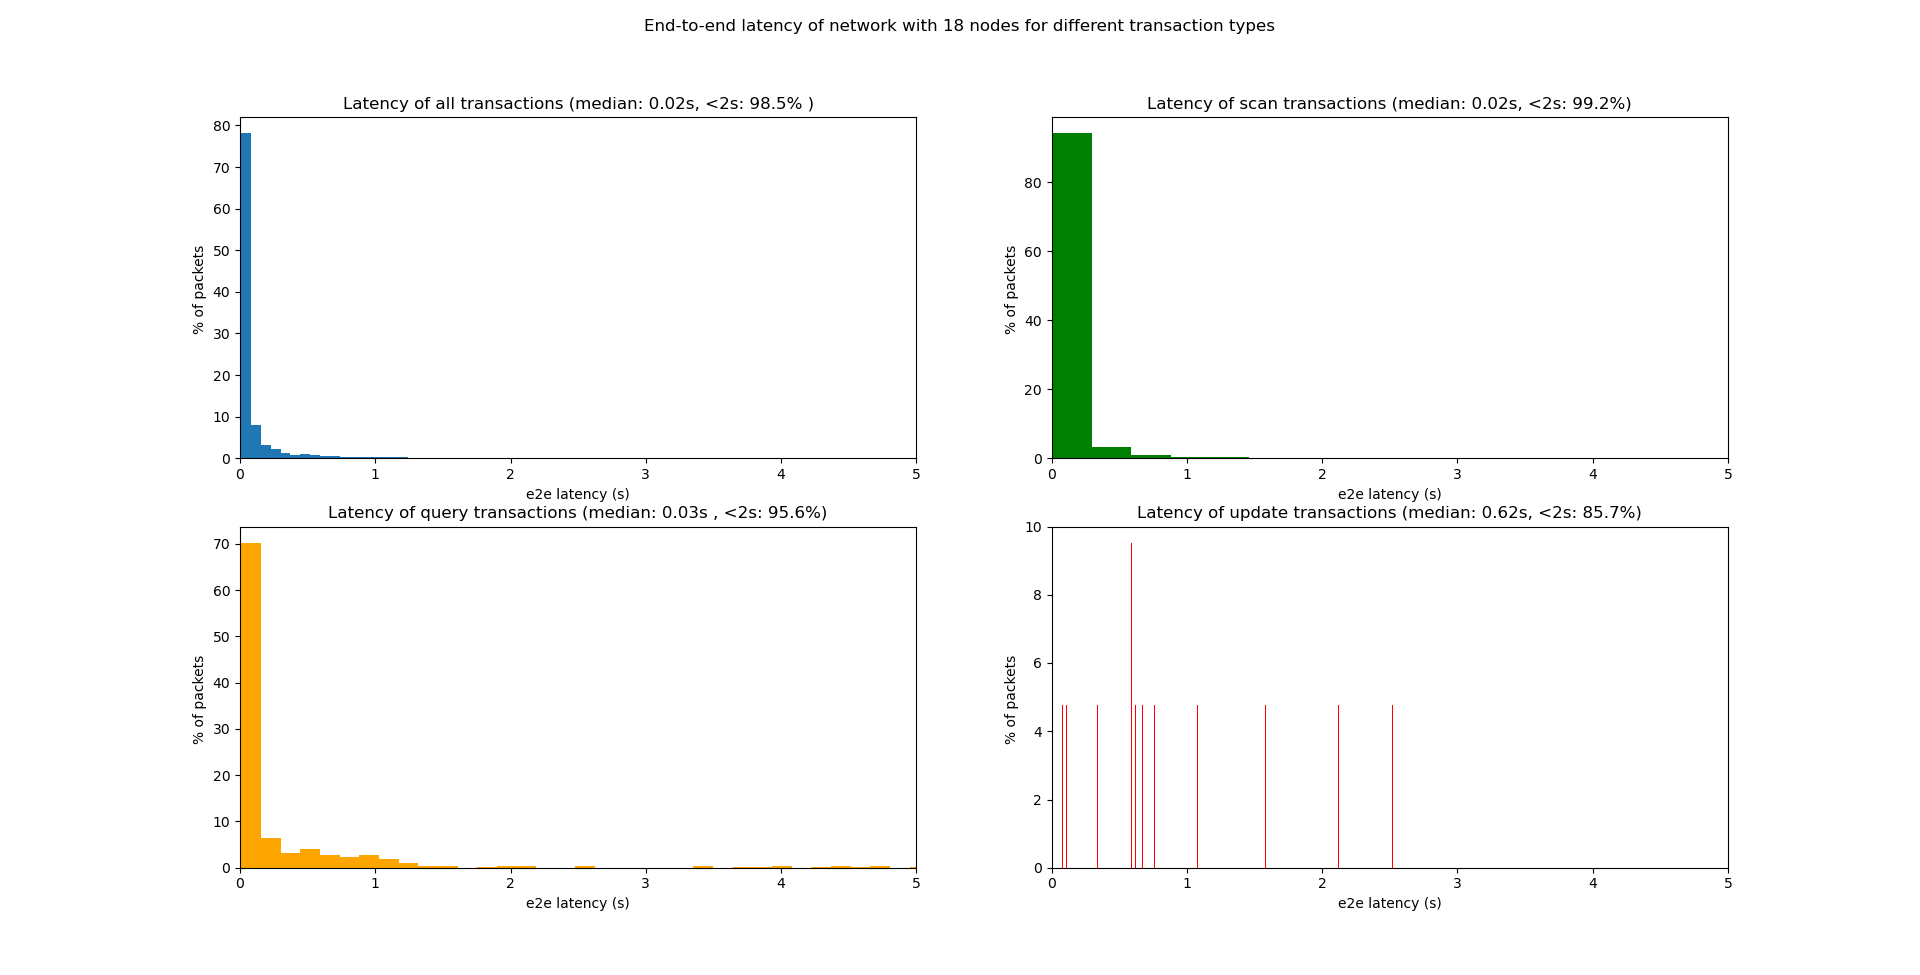 End-to-end latency of network with 18 nodes for different transaction types
Latency of all transactions (median: 0.02s, <2s: 98.5% )
80
70
60
50
40
30
20
10
0
% of packets
0 1 2 3 4 5
e2e latency (s)
Latency of scan transactions (median: 0.02s, <2s: 99.2%)
80
60
40
20
0
% of packets
0 1 2 3 4 5
e2e latency (s)
Latency of query transactions (median: 0.03s , <2s: 95.6%)
70
60
50
40
30
20
10
0
% of packets
0 1 2 3 4 5
e2e latency (s)
Latency of update transactions (median: 0.62s, <2s: 85.7%)
10
8
6
4
2
0
% of packets
0 1 2 3 4 5
e2e latency (s)